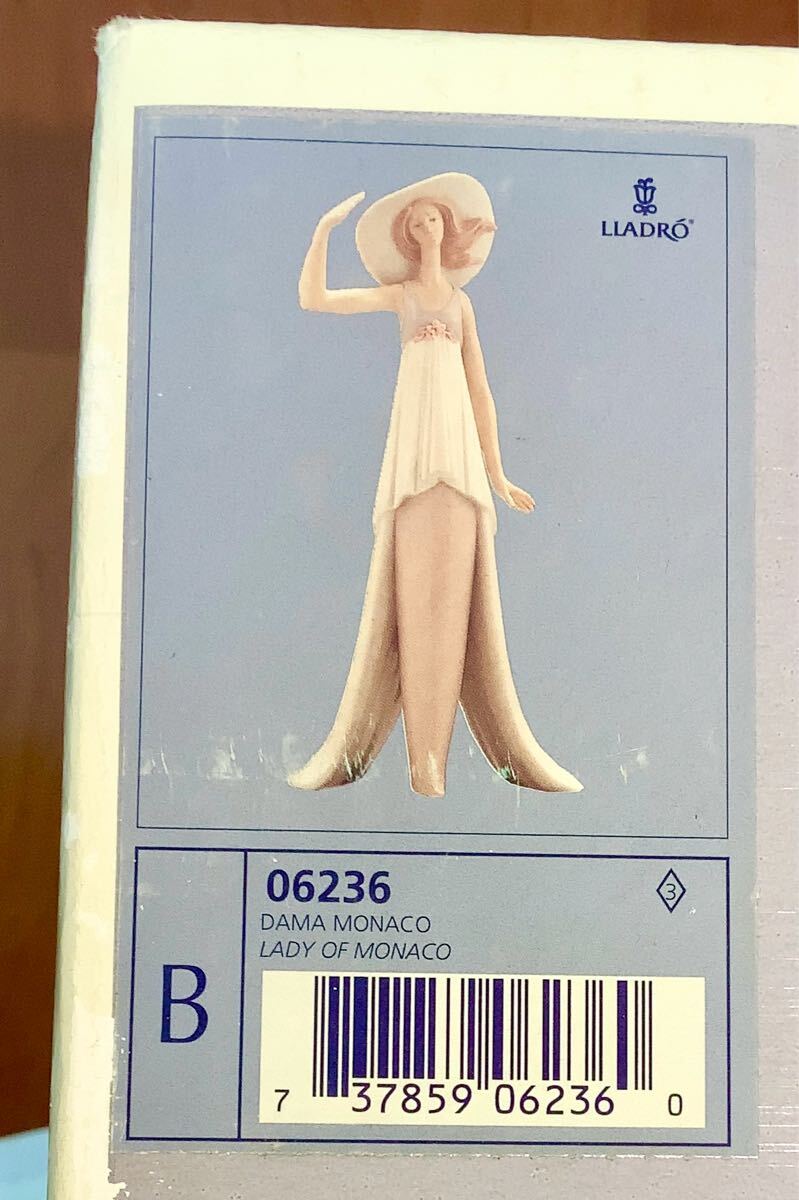 LLADRÓ®
06236
3
DAMA MONACO
LADY OF MONACO
B
7 37859 06236 0